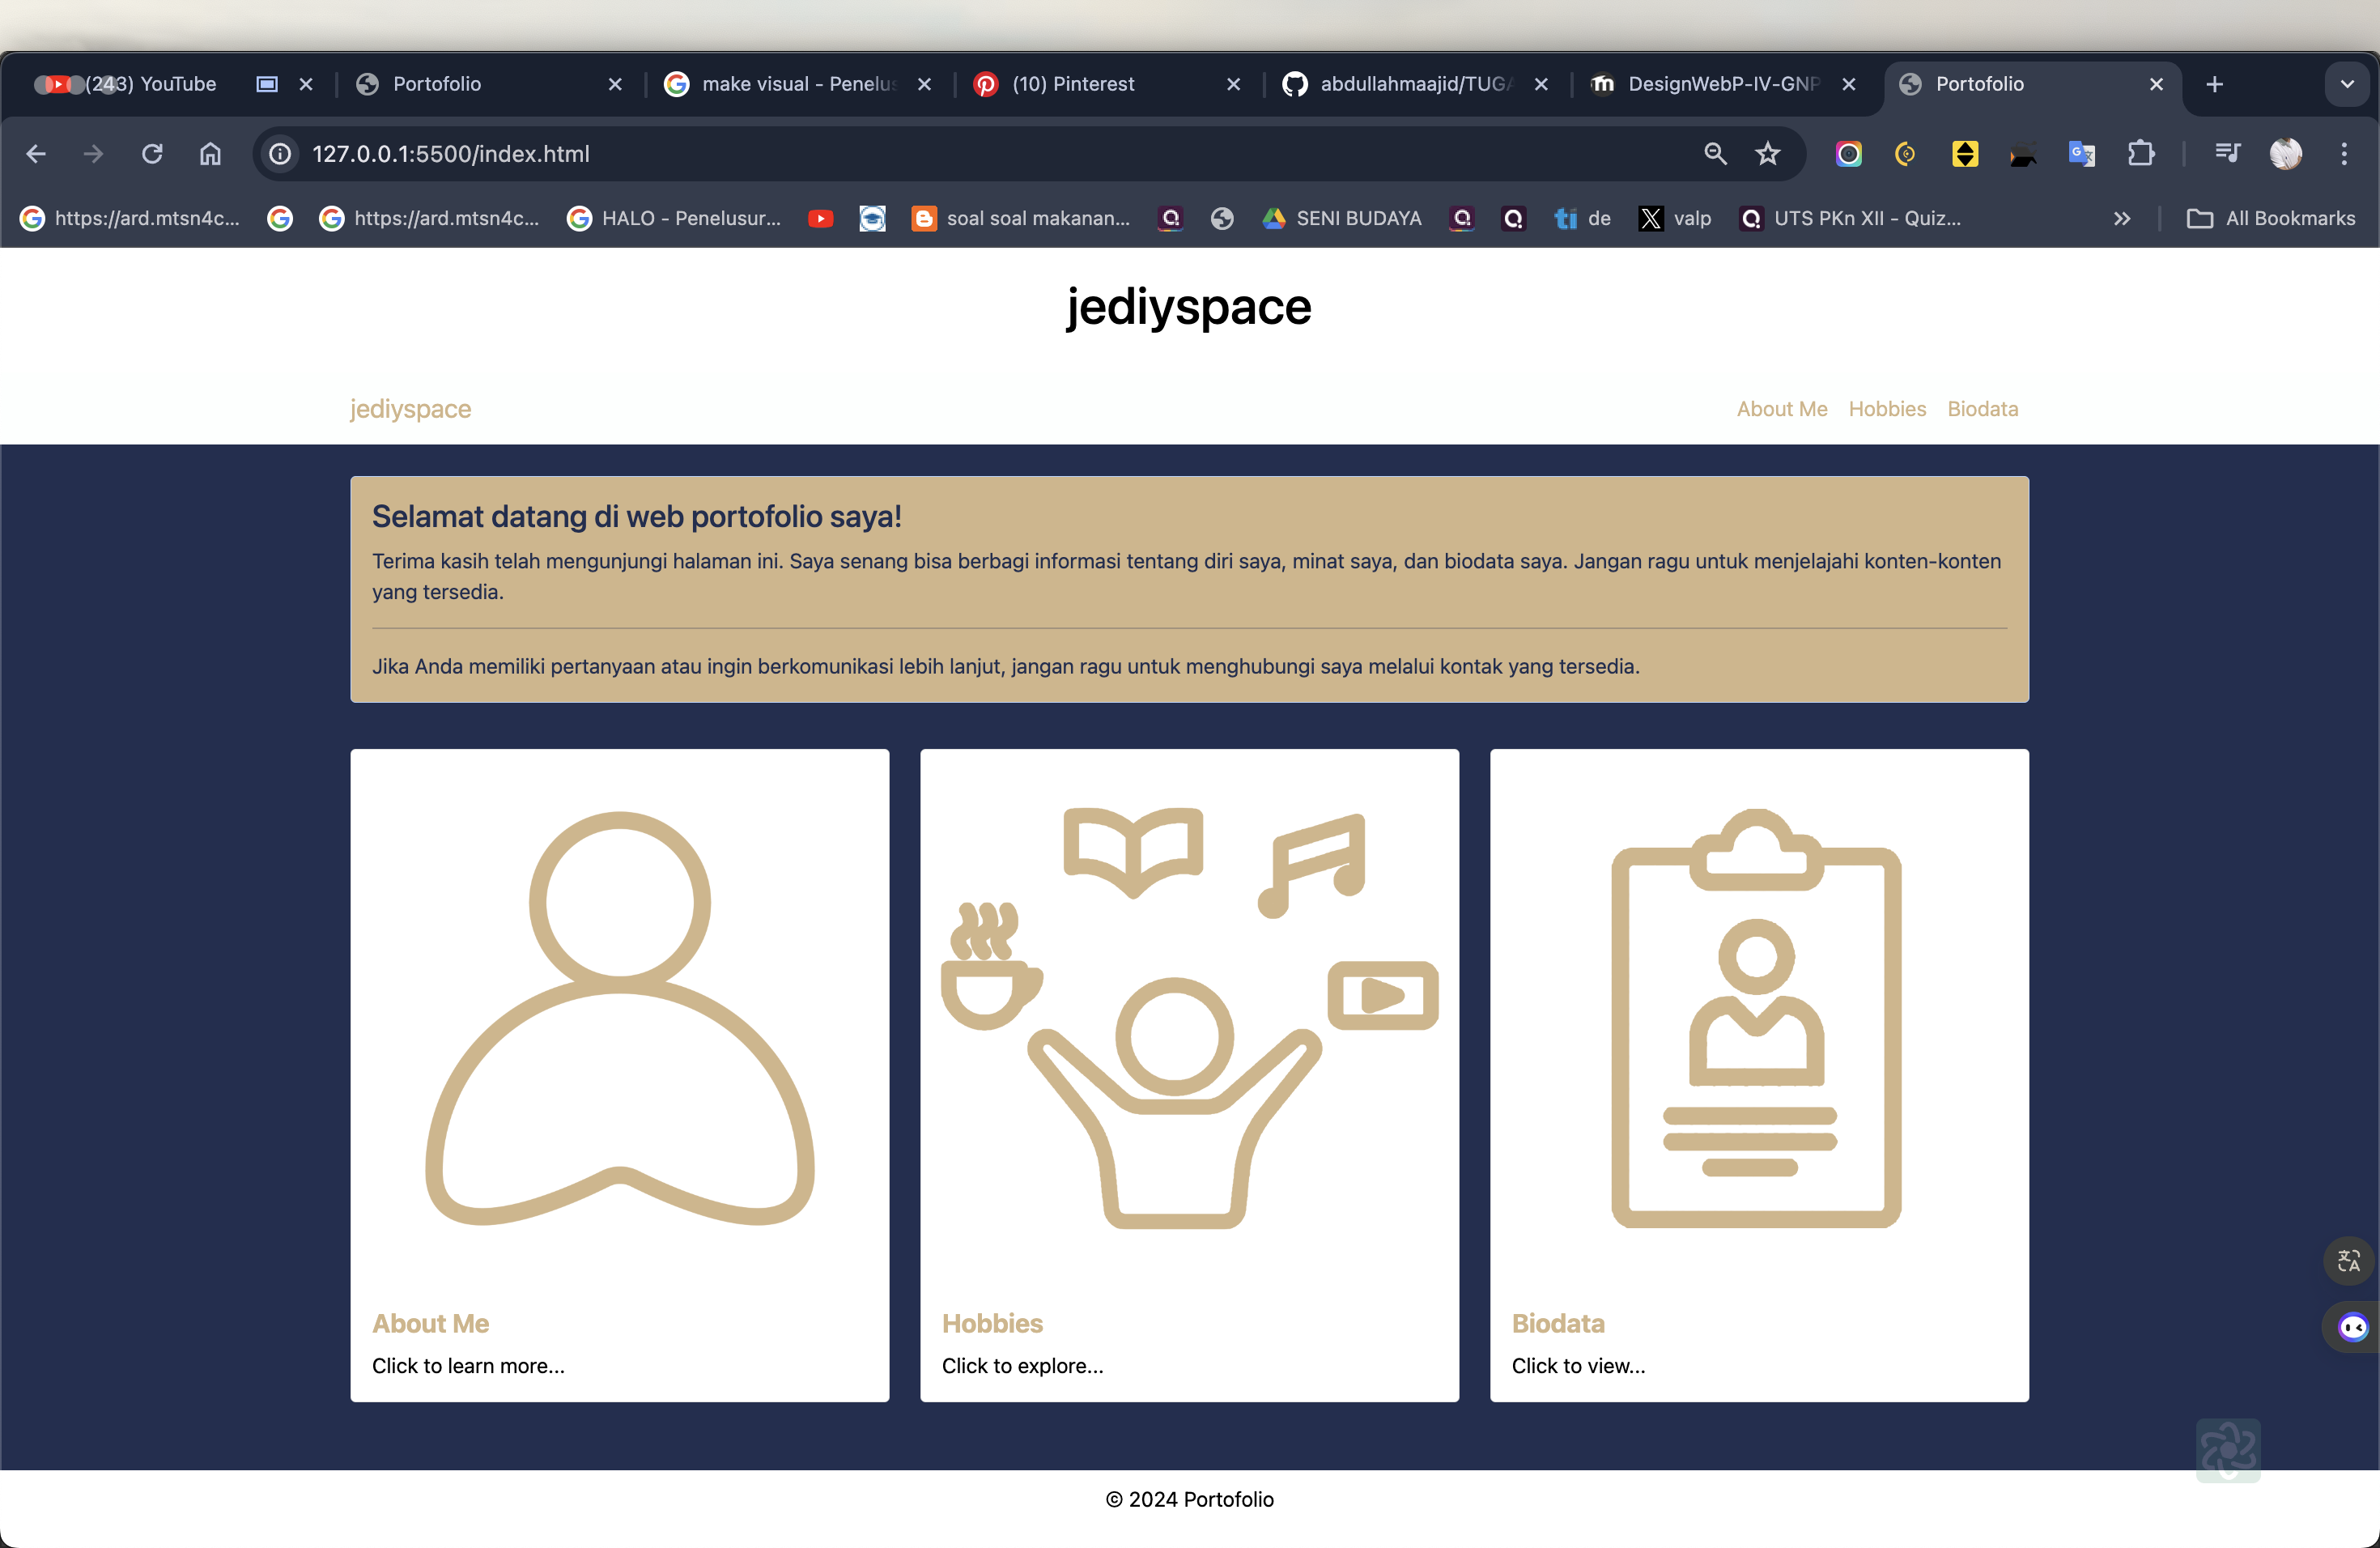 (243) YouTube
Portofolio
make visual - Penelus
(10) Pinterest
abdullahmaajid/TUGA
DesignWebP-IV-GNP
Portofolio
127.0.0.1:5500/index.html
https://ard.mtsn4c...
https://ard.mtsn4c...
HALO - Penelusur...
soal soal makanan...
SENI BUDAYA
de
valp
UTS PKn XII - Quiz...
All Bookmarks
jediyspace
jediyspace
About Me
Hobbies
Biodata
Selamat datang di web portofolio saya!
Terima kasih telah mengunjungi halaman ini. Saya senang bisa berbagi informasi tentang diri saya, minat saya, dan biodata saya. Jangan ragu untuk menjelajahi konten-konten
yang tersedia.
Jika Anda memiliki pertanyaan atau ingin berkomunikasi lebih lanjut, jangan ragu untuk menghubungi saya melalui kontak yang tersedia.
About Me
Click to learn more...
Hobbies
Click to explore...
Biodata
Click to view...
© 2024 Portofolio